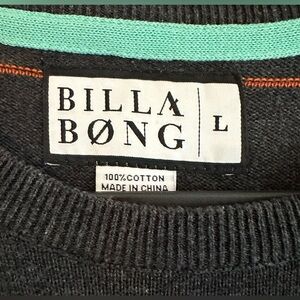 BILLA
BØNG
L
100%COTTON
MADE IN CHINA